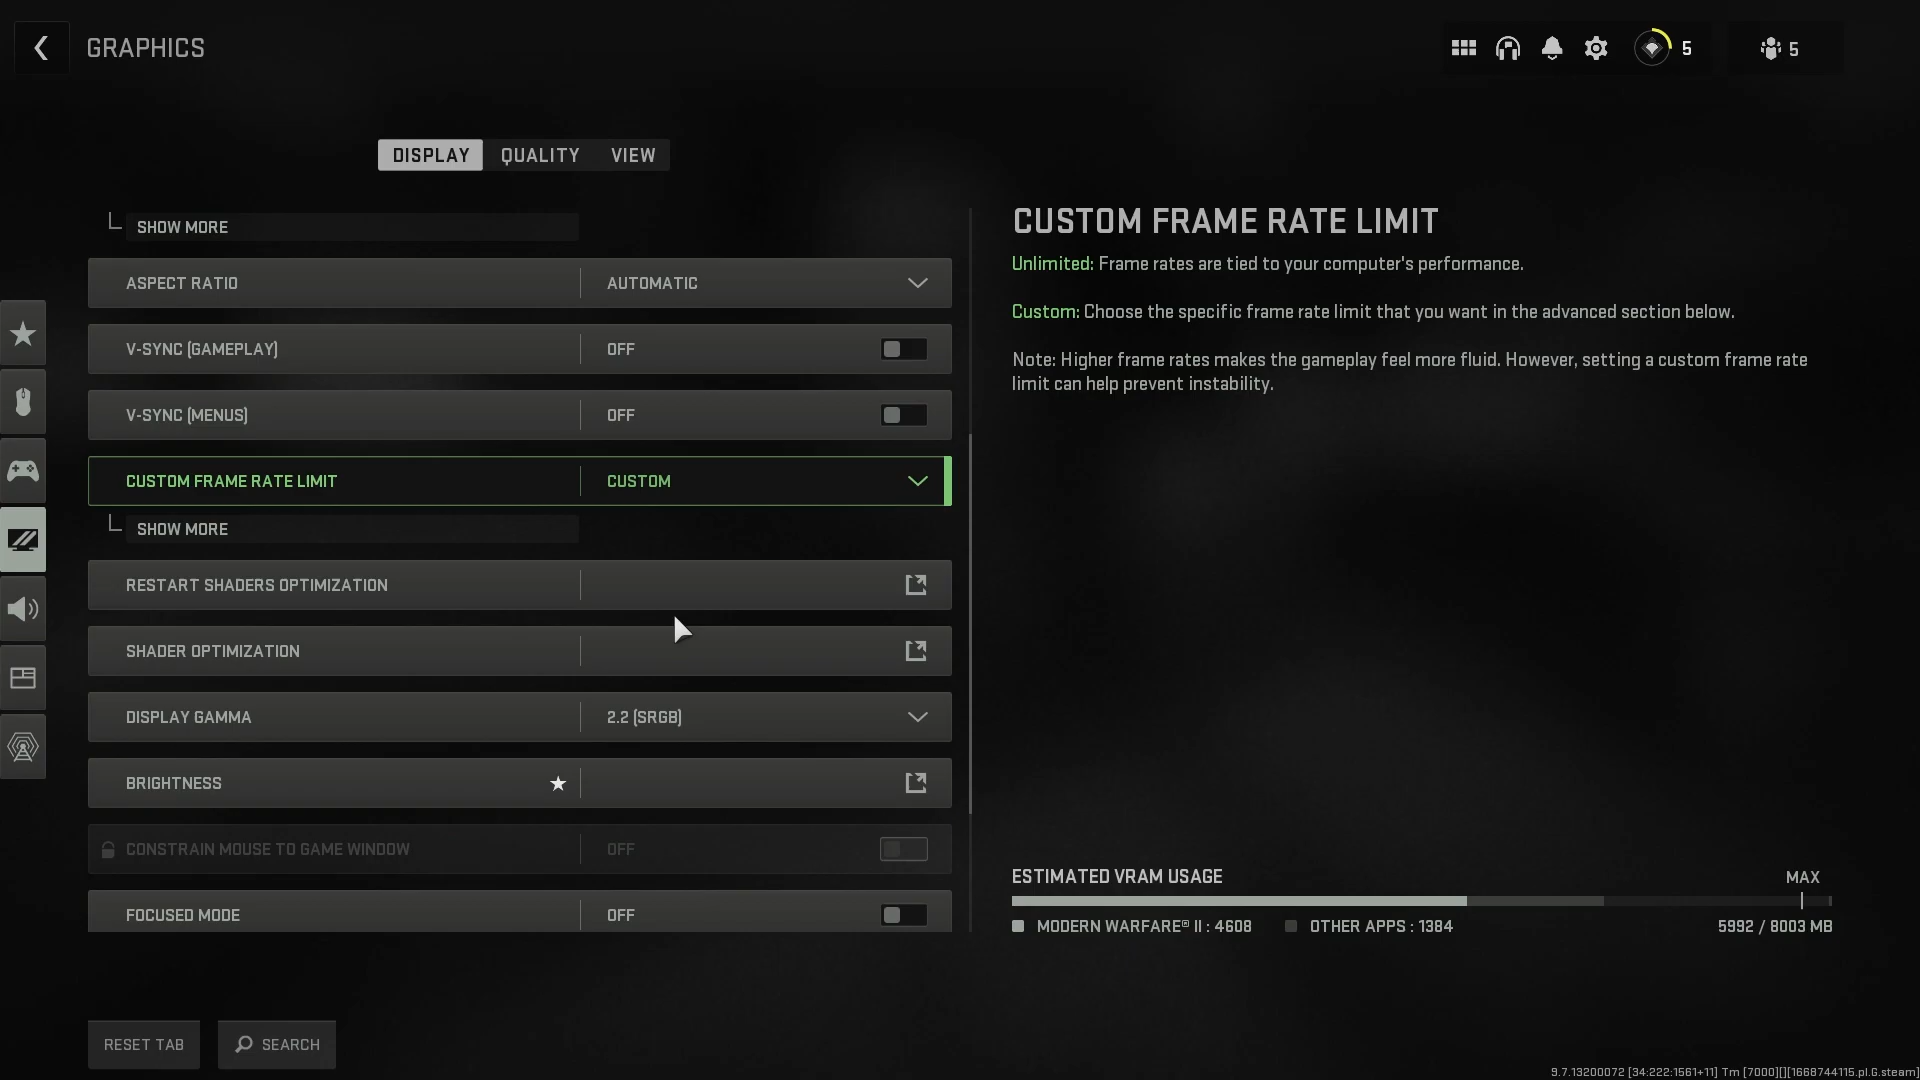 GRAPHICS
5
5
DISPLAY QUALITY VIEW
SHOW MORE
ASPECT RATIO AUTOMATIC
V-SYNC (GAMEPLAY) OFF
V-SYNC (MENUS) OFF
CUSTOM FRAME RATE LIMIT CUSTOM
SHOW MORE
RESTART SHADERS OPTIMIZATION
SHADER OPTIMIZATION
DISPLAY GAMMA 2.2 (SRGB)
BRIGHTNESS
CONSTRAIN MOUSE TO GAME WINDOW OFF
FOCUSED MODE OFF
CUSTOM FRAME RATE LIMIT
Unlimited: Frame rates are tied to your computer's performance.
Custom: Choose the specific frame rate limit that you want in the advanced section below.
Note: Higher frame rates makes the gameplay feel more fluid. However, setting a custom frame rate
limit can help prevent instability.
ESTIMATED VRAM USAGE MAX
MODERN WARFARE® II : 4608 OTHER APPS : 1384 5992 / 8003 MB
RESET TAB SEARCH
9.7.13200072 [34:222:1561+11] Tm [7000][][1668744115.pl.G.steam]